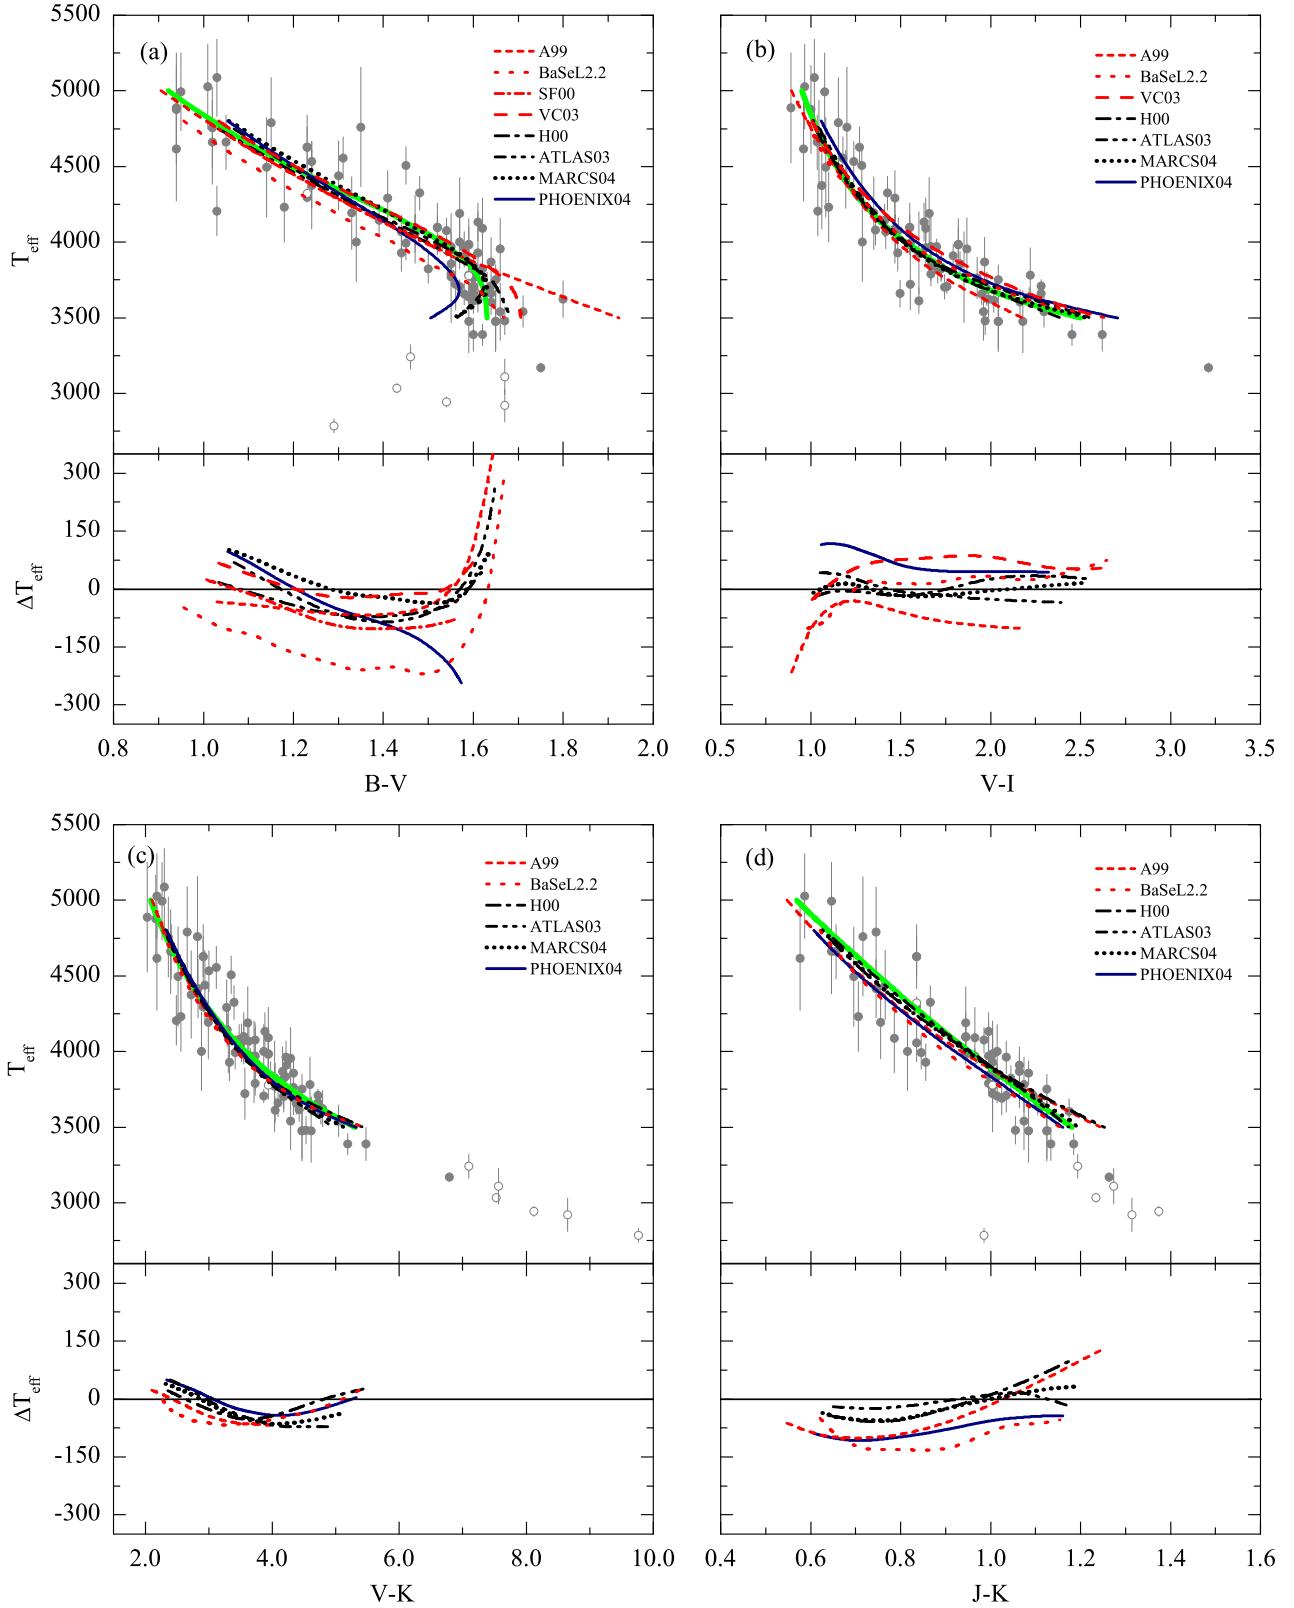 5500
5000
4500
4000
3500
3000
T_eff
(a)
A99
BaSeL2.2
SF00
VC03
H00
ATLAS03
MARCS04
PHOENIX04
(b)
A99
BaSeL2.2
VC03
H00
ATLAS03
MARCS04
PHOENIX04
300
150
0
-150
-300
ΔT_eff
0.8 1.0 1.2 1.4 1.6 1.8 2.0
B-V
0.5 1.0 1.5 2.0 2.5 3.0 3.5
V-I
5500
5000
4500
4000
3500
3000
T_eff
(c)
A99
BaSeL2.2
H00
ATLAS03
MARCS04
PHOENIX04
(d)
A99
BaSeL2.2
H00
ATLAS03
MARCS04
PHOENIX04
300
150
0
-150
-300
ΔT_eff
2.0 4.0 6.0 8.0 10.0
V-K
0.4 0.6 0.8 1.0 1.2 1.4 1.6
J-K